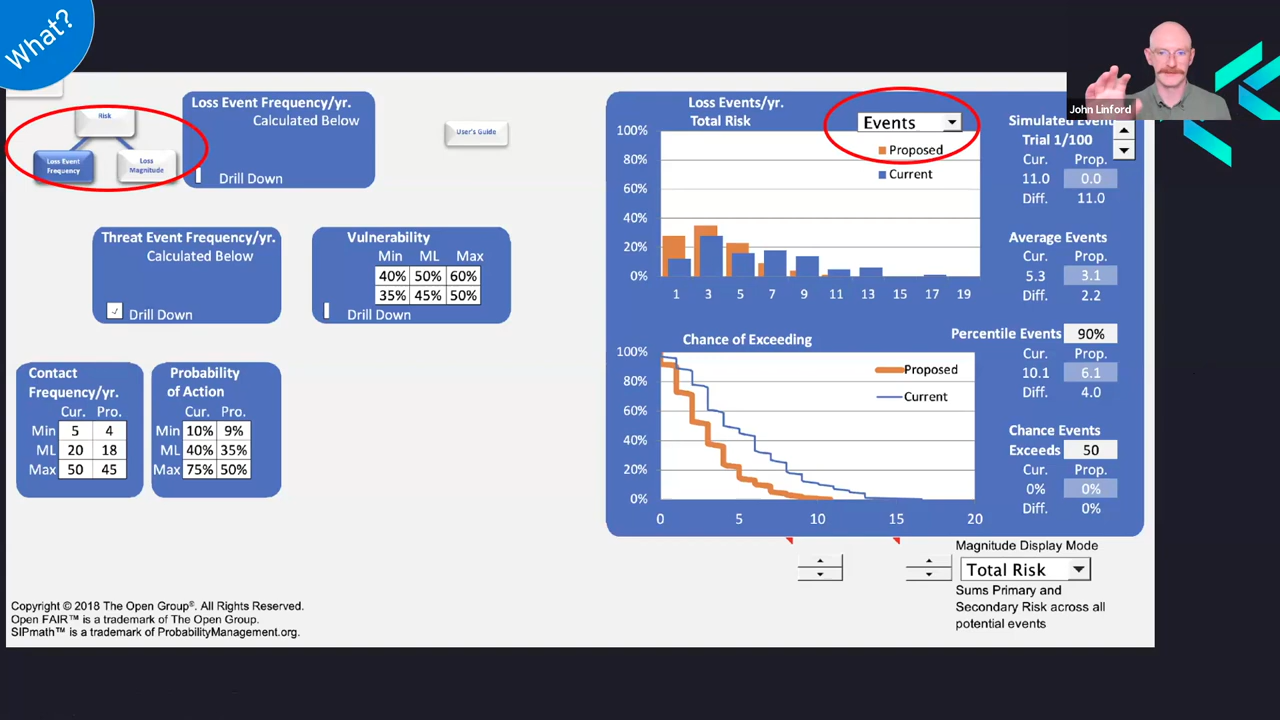 What?
John Linford
Risk
Loss Event
Frequency
Loss
Magnitude
Loss Event Frequency/yr.
Calculated Below
Drill Down
User's Guide
Threat Event Frequency/yr.
Calculated Below
✓ Drill Down
Vulnerability
Min ML Max
40% 50% 60%
35% 45% 50%
Drill Down
Contact
Frequency/yr.
Cur. Pro.
Min 5 4
ML 20 18
Max 50 45
Probability
of Action
Cur. Pro.
Min 10% 9%
ML 40% 35%
Max 75% 50%
Loss Events/yr.
Total Risk
Events
Proposed
Current
100%
80%
60%
40%
20%
0%
1 3 5 7 9 11 13 15 17 19
Chance of Exceeding
Proposed
Current
100%
80%
60%
40%
20%
0%
0 5 10 15 20
Trial 1/100
Cur. Prop.
11.0 0.0
Diff. 11.0
Average Events
Cur. Prop.
5.3 3.1
Diff. 2.2
Percentile Events 90%
Cur. Prop.
10.1 6.1
Diff. 4.0
Chance Events
Exceeds 50
Cur. Prop.
0% 0%
Diff. 0%
Magnitude Display Mode
Total Risk
Sums Primary and
Secondary Risk across all
potential events
Copyright © 2018 The Open Group®. All Rights Reserved.
Open FAIR™ is a trademark of The Open Group.
SIPmath™ is a trademark of ProbabilityManagement.org.